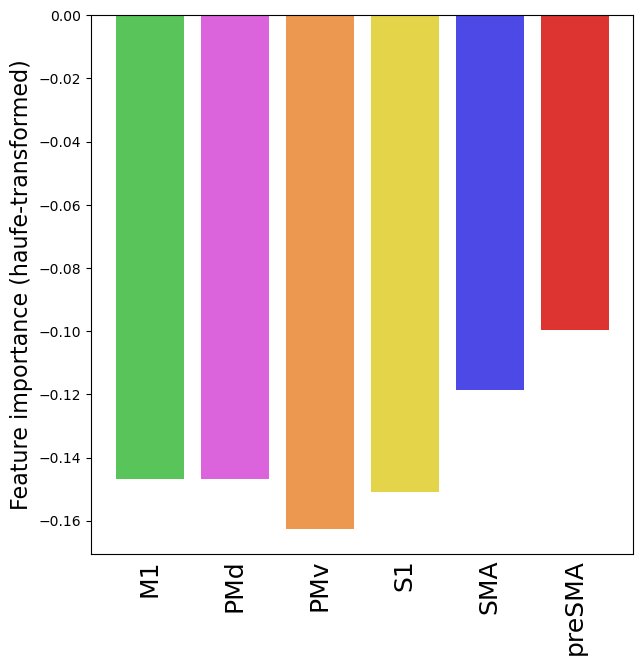 Feature importance (haufe-transformed)
0.00
−0.02
−0.04
−0.06
−0.08
−0.10
−0.12
−0.14
−0.16
M1
PMd
PMv
S1
SMA
preSMA